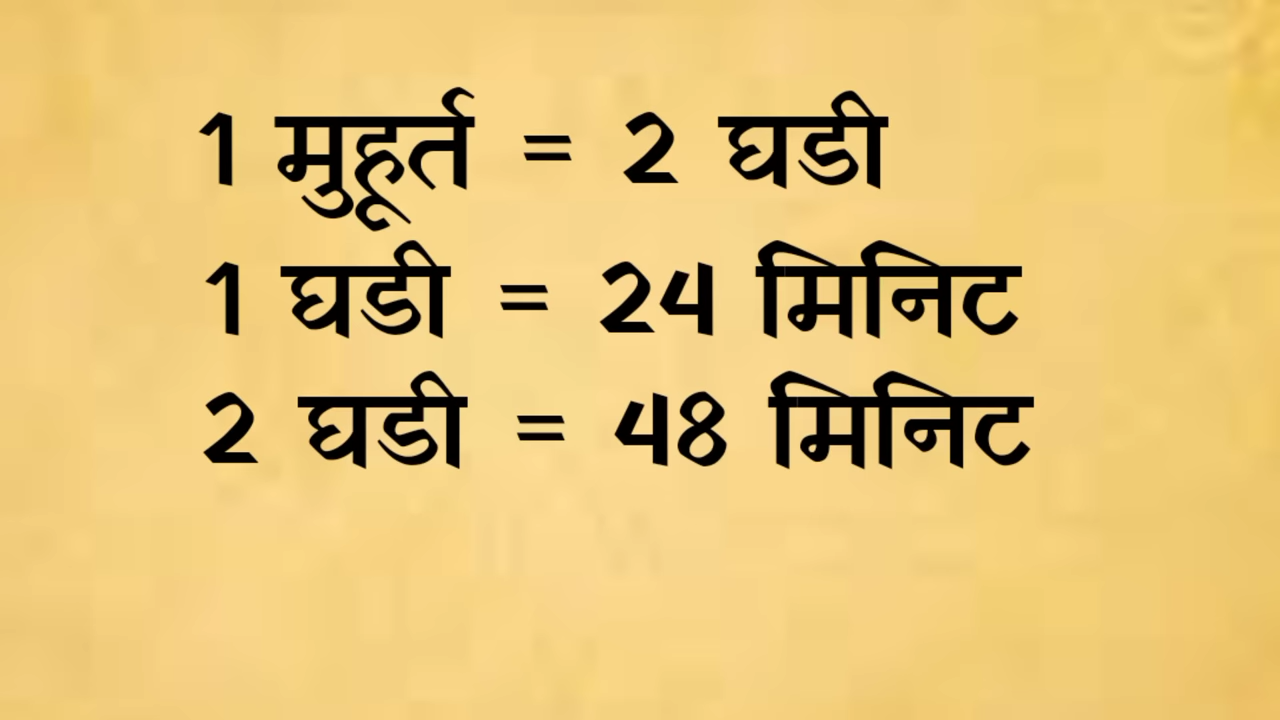 1 मुहूर्त = 2 घडी
1 घडी = 24 मिनिट
2 घडी = 48 मिनिट